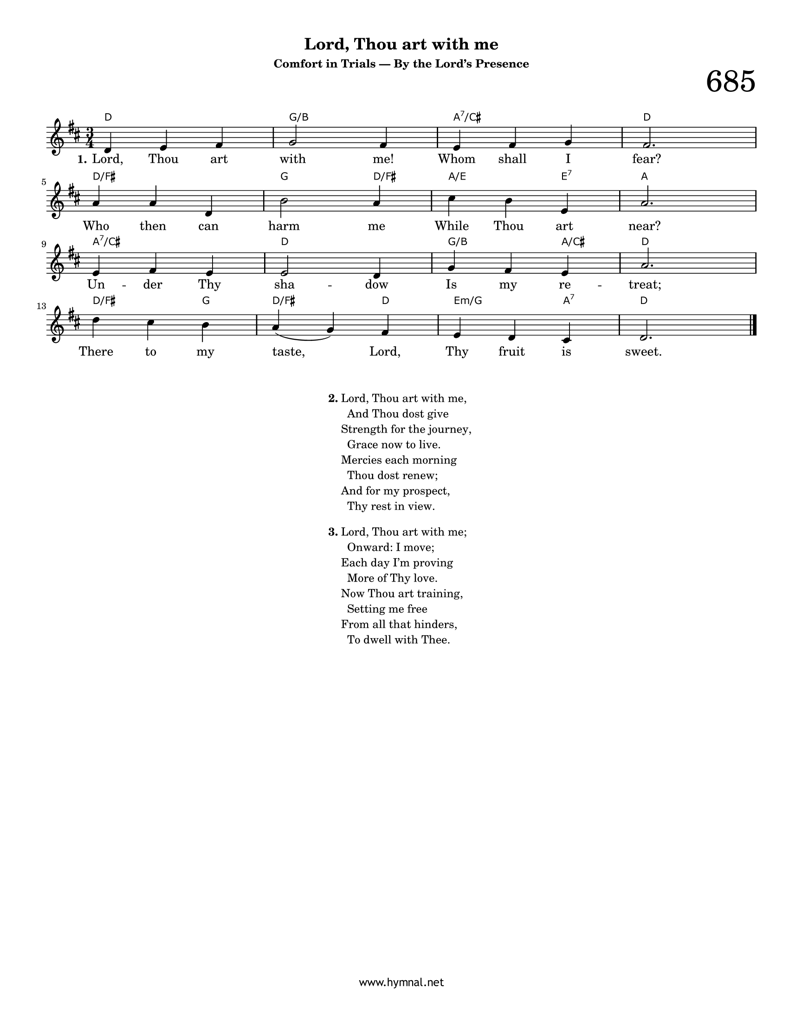 Lord, Thou art with me
Comfort in Trials — By the Lord's Presence
685
D G/B A7/C♯ D
3
4
1. Lord, Thou art with me! Whom shall I fear?
D/F♯ G D/F♯ A/E E7 A
5
Who then can harm me While Thou art near?
A7/C♯ D G/B A/C♯ D
9
Un - der Thy sha - dow Is my re - treat;
D/F♯ G D/F♯ D Em/G A7 D
13
There to my taste, Lord, Thy fruit is sweet.
2. Lord, Thou art with me,
And Thou dost give
Strength for the journey,
Grace now to live.
Mercies each morning
Thou dost renew;
And for my prospect,
Thy rest in view.
3. Lord, Thou art with me;
Onward: I move;
Each day I'm proving
More of Thy love.
Now Thou art training,
Setting me free
From all that hinders,
To dwell with Thee.
www.hymnal.net